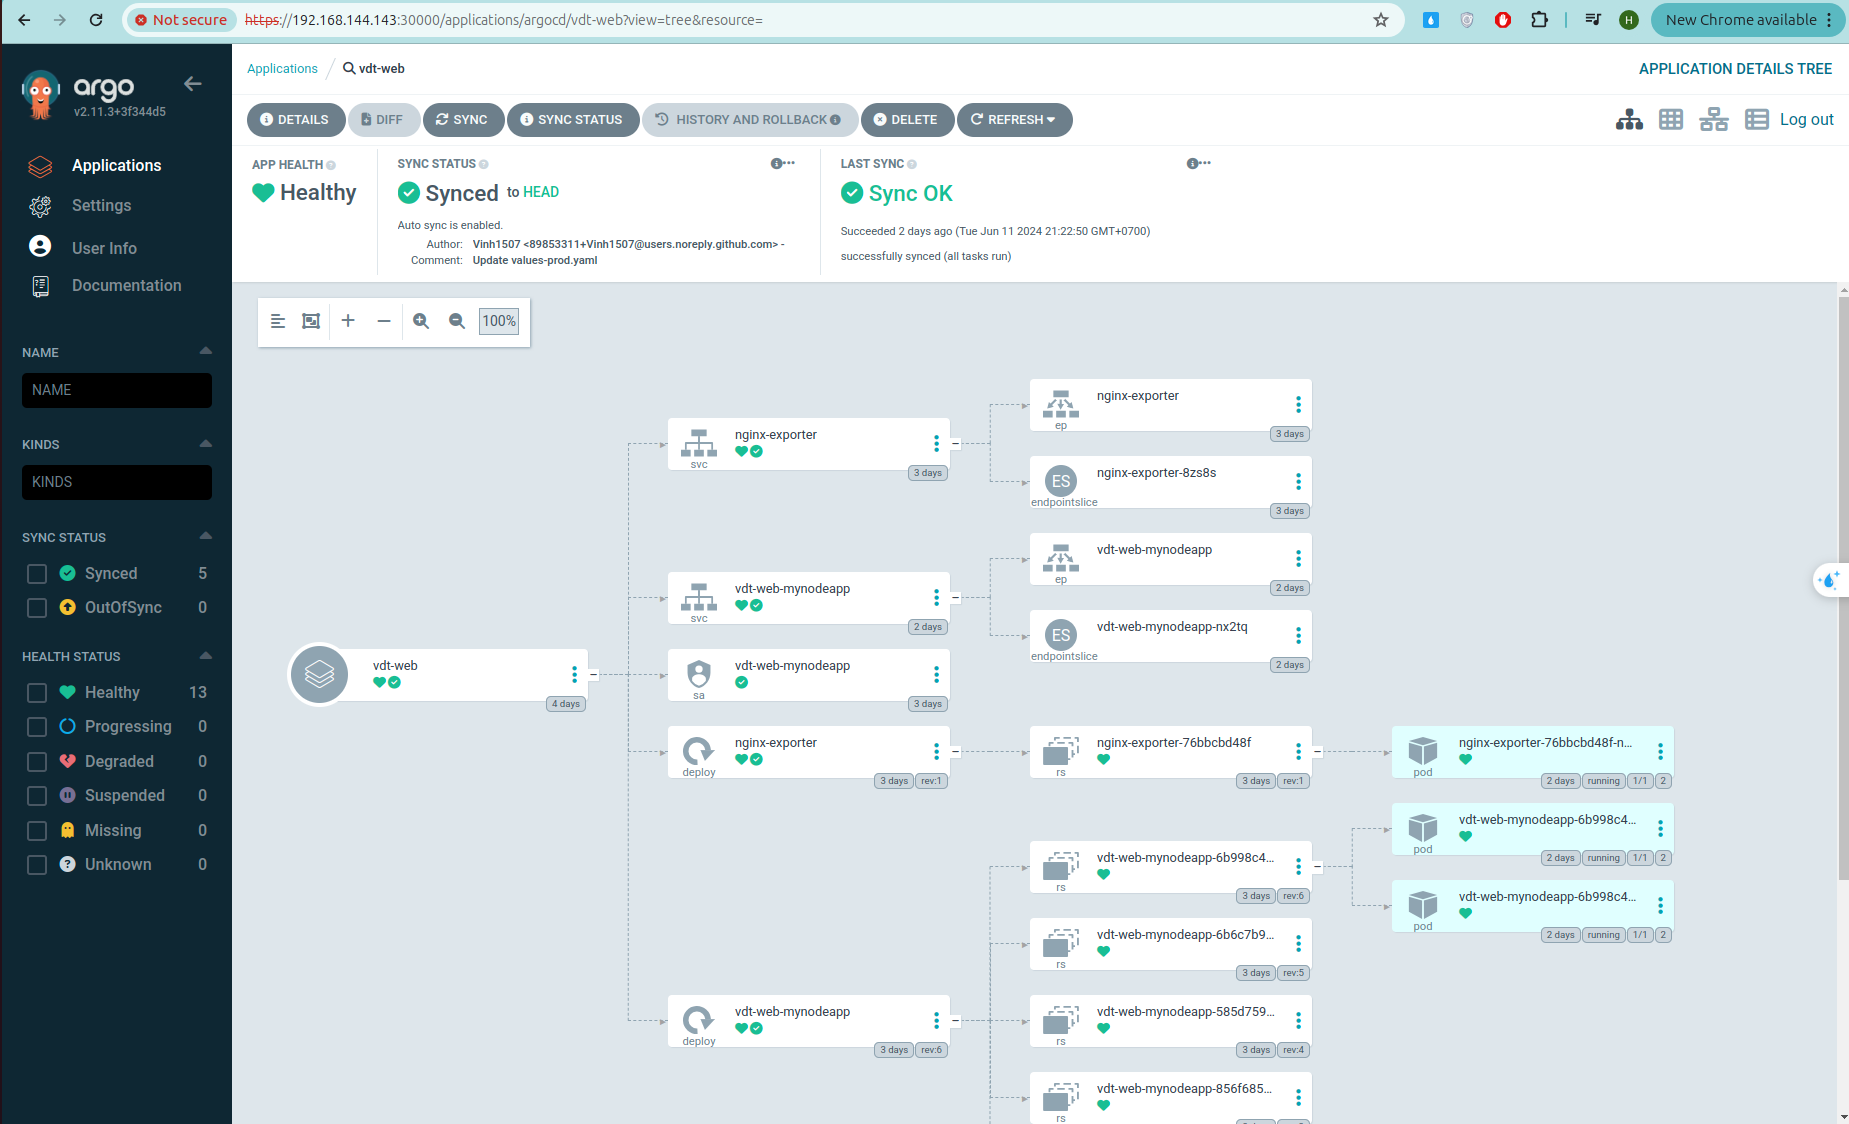 Not secure https://192.168.144.143:30000/applications/argocd/vdt-web?view=tree&resource= H New Chrome available
argo
v2.11.3+3f344d5
Applications
Settings
User Info
Documentation
NAME
NAME
KINDS
KINDS
SYNC STATUS
Synced 5
OutOfSync 0
HEALTH STATUS
Healthy 13
Progressing 0
Degraded 0
Suspended 0
Missing 0
Unknown 0
Applications / vdt-web APPLICATION DETAILS TREE
DETAILS DIFF SYNC SYNC STATUS HISTORY AND ROLLBACK DELETE REFRESH Log out
APP HEALTH
Healthy
SYNC STATUS
Synced to HEAD
Auto sync is enabled.
Author: Vinh1507 <89853311+Vinh1507@users.noreply.github.com> -
Comment: Update values-prod.yaml
LAST SYNC
Sync OK
Succeeded 2 days ago (Tue Jun 11 2024 21:22:50 GMT+0700)
successfully synced (all tasks run)
100%
vdt-web
4 days
nginx-exporter
svc
3 days
vdt-web-mynodeapp
svc
2 days
vdt-web-mynodeapp
sa
3 days
nginx-exporter
deploy
3 days rev:1
vdt-web-mynodeapp
deploy
3 days rev:6
nginx-exporter
ep
3 days
ES nginx-exporter-8zs8s
endpointslice
3 days
vdt-web-mynodeapp
ep
2 days
ES vdt-web-mynodeapp-nx2tq
endpointslice
2 days
nginx-exporter-76bbcbd48f
rs
3 days rev:1
vdt-web-mynodeapp-6b998c4...
rs
3 days rev:6
vdt-web-mynodeapp-6b6c7b9...
rs
3 days rev:5
vdt-web-mynodeapp-585d759...
rs
3 days rev:4
vdt-web-mynodeapp-856f685...
rs
nginx-exporter-76bbcbd48f-n...
pod
2 days running 1/1 2
vdt-web-mynodeapp-6b998c4...
pod
2 days running 1/1 2
vdt-web-mynodeapp-6b998c4...
pod
2 days running 1/1 2